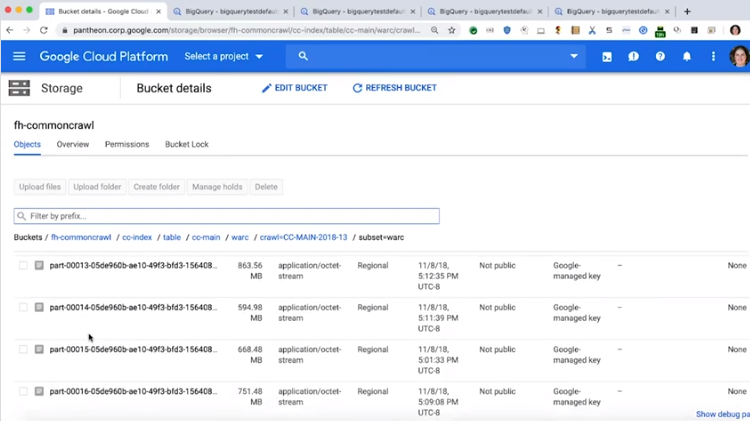 Bucket details - Google Cloud
BigQuery - bigquerytestdefault
BigQuery - bigquerytestdefault
BigQuery - bigquerytestdefault
BigQuery - bigquerytestdefault
pantheon.corp.google.com/storage/browser/fh-commoncrawl/cc-index/table/cc-main/warc/crawl...
Google Cloud Platform Select a project
Storage Bucket details EDIT BUCKET REFRESH BUCKET
fh-commoncrawl
Objects Overview Permissions Bucket Lock
Upload files Upload folder Create folder Manage holds Delete
Filter by prefix...
Buckets / fh-commoncrawl / cc-index / table / cc-main / warc / crawl=CC-MAIN-2018-13 / subset=warc
part-00013-05de960b-ae10-49f3-bfd3-156408... 863.56 MB application/octet-stream Regional 11/8/18, 5:12:35 PM UTC-8 Not public Google-managed key – None
part-00014-05de960b-ae10-49f3-bfd3-156408... 594.98 MB application/octet-stream Regional 11/8/18, 5:11:39 PM UTC-8 Not public Google-managed key – None
part-00015-05de960b-ae10-49f3-bfd3-156408... 668.48 MB application/octet-stream Regional 11/8/18, 5:01:33 PM UTC-8 Not public Google-managed key – None
part-00016-05de960b-ae10-49f3-bfd3-156408... 751.48 MB application/octet-stream Regional 11/8/18, 5:09:08 PM UTC-8 Not public Google-managed key – None
Show debug pa